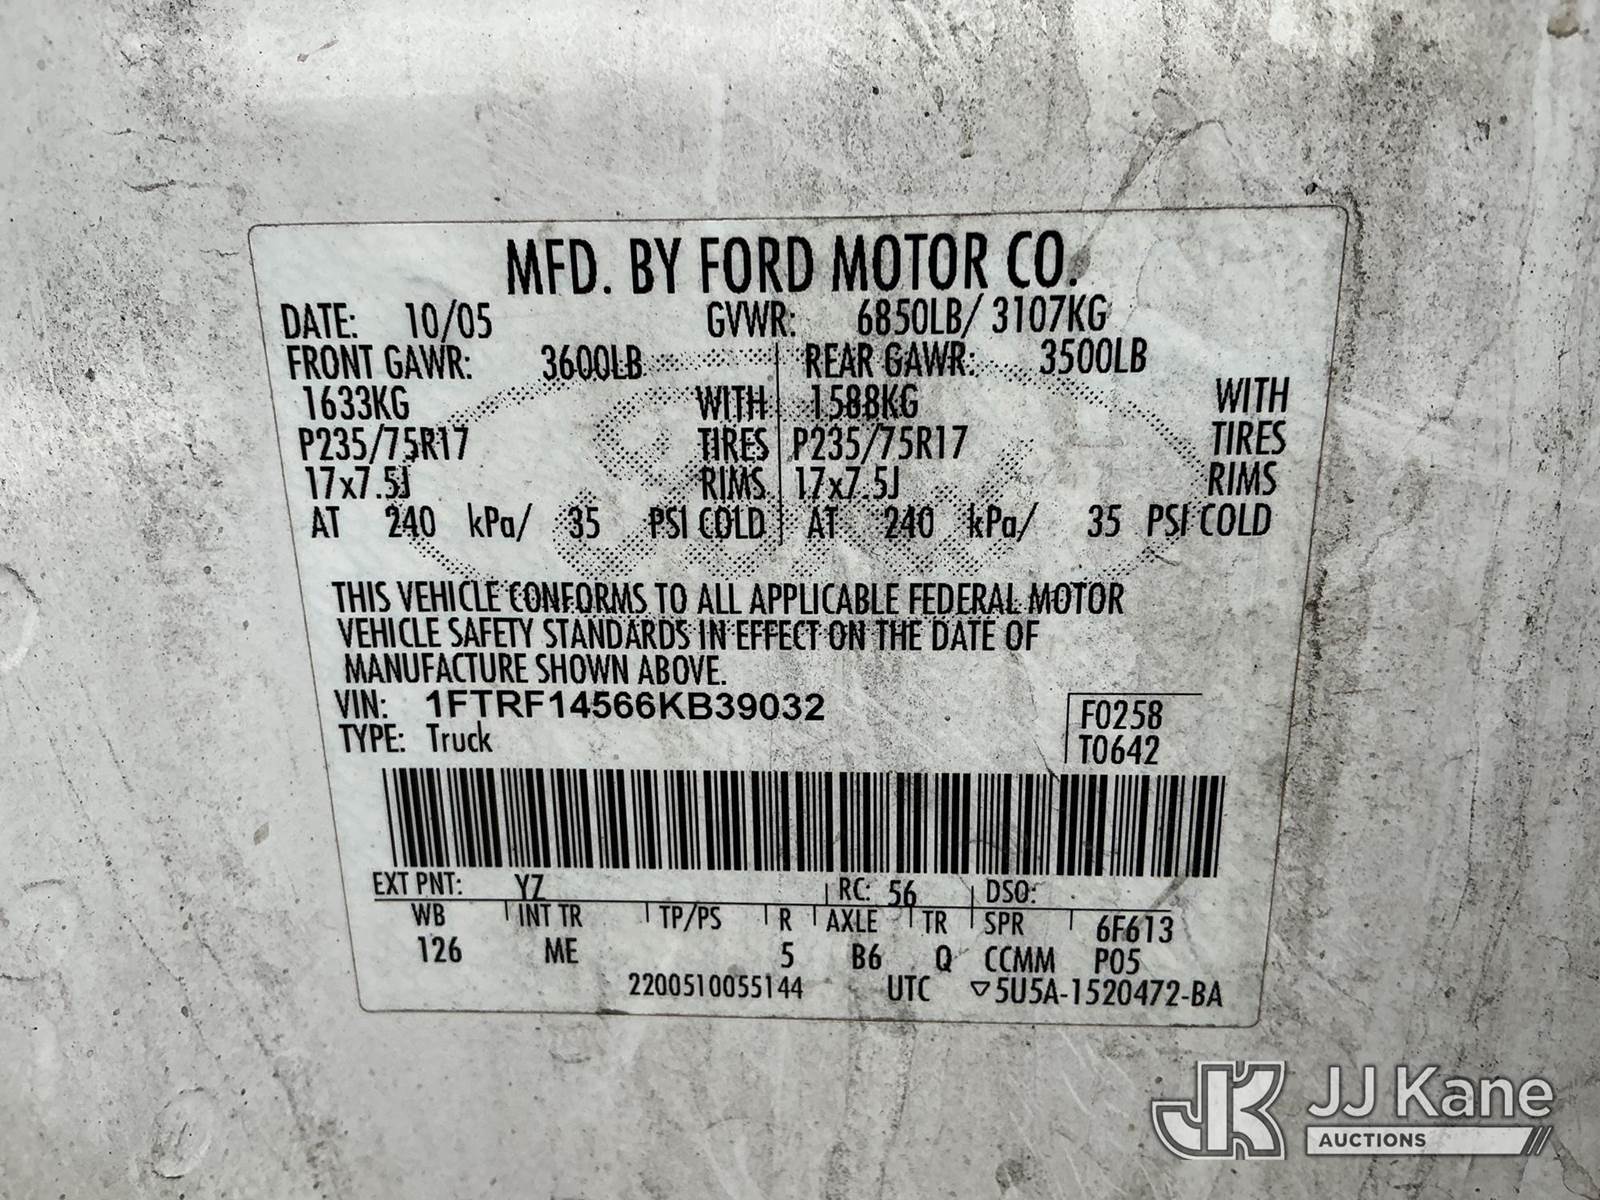 MFD. BY FORD MOTOR CO.
DATE: 10/05 GVWR: 6850LB/ 3107KG
FRONT GAWR: 3600LB REAR GAWR: 3500LB
1633KG WITH 1588KG WITH
P235/75R17 TIRES P235/75R17 TIRES
17x7.5J RIMS 17x7.5J RIMS
AT 240 kPa/ 35 PSI COLD AT 240 kPa/ 35 PSI COLD
THIS VEHICLE CONFORMS TO ALL APPLICABLE FEDERAL MOTOR
VEHICLE SAFETY STANDARDS IN EFFECT ON THE DATE OF
MANUFACTURE SHOWN ABOVE.
VIN: 1FTRF14566KB39032 F0258
TYPE: Truck T0642
EXT PNT: YZ RC: 56 DSO:
WB INT TR TP/PS R AXLE TR SPR 6F613
126 ME 5 B6 Q CCMM P05
2200510055144 UTC ▽5U5A-1520472-BA
JK JJ Kane
AUCTIONS